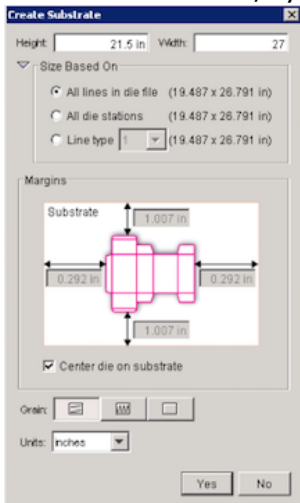 Create Substrate
Height: 21.5 in Width: 27
Size Based On
All lines in die file (19.487 x 26.791 in)
All die stations (19.487 x 26.791 in)
Line type 1 (19.487 x 26.791 in)
Margins
Substrate
1.007 in
0.292 in 0.292 in
1.007 in
Center die on substrate
Grain:
Units: inches
Yes No